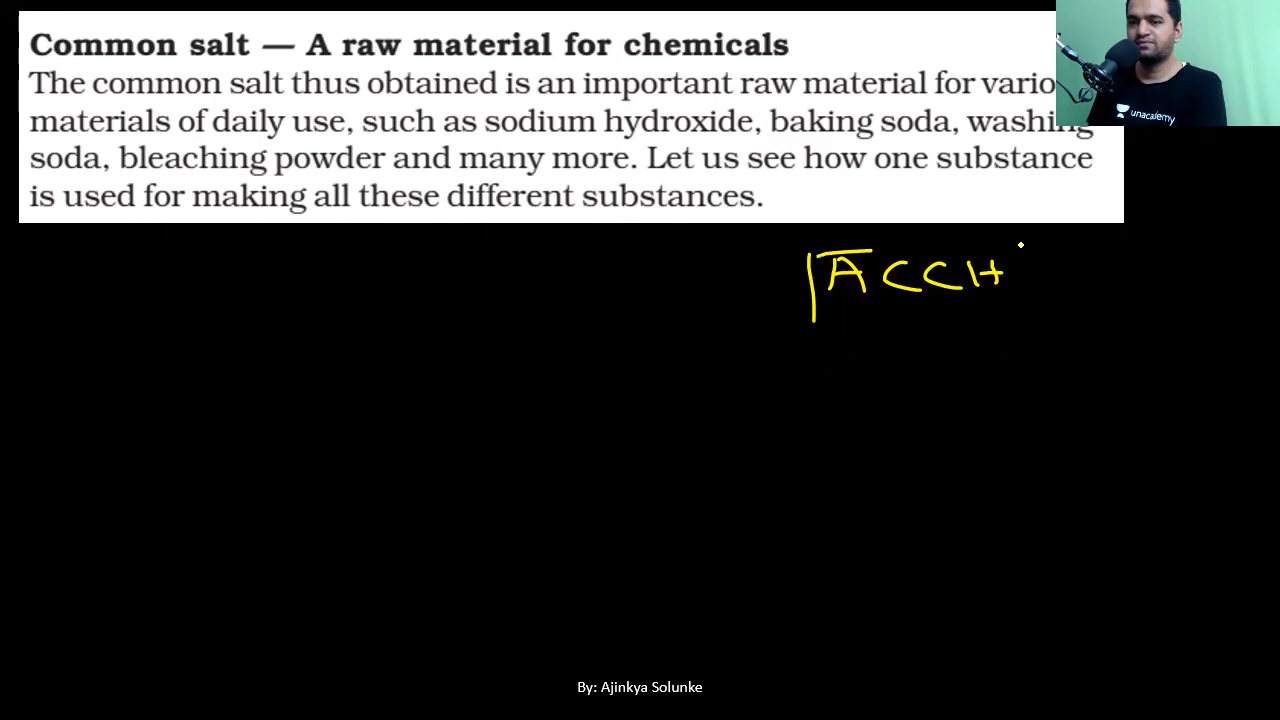 Common salt — A raw material for chemicals
The common salt thus obtained is an important raw material for vario
materials of daily use, such as sodium hydroxide, baking soda, washing
soda, bleaching powder and many more. Let us see how one substance
is used for making all these different substances.
unacademy
ACCH
By: Ajinkya Solunke